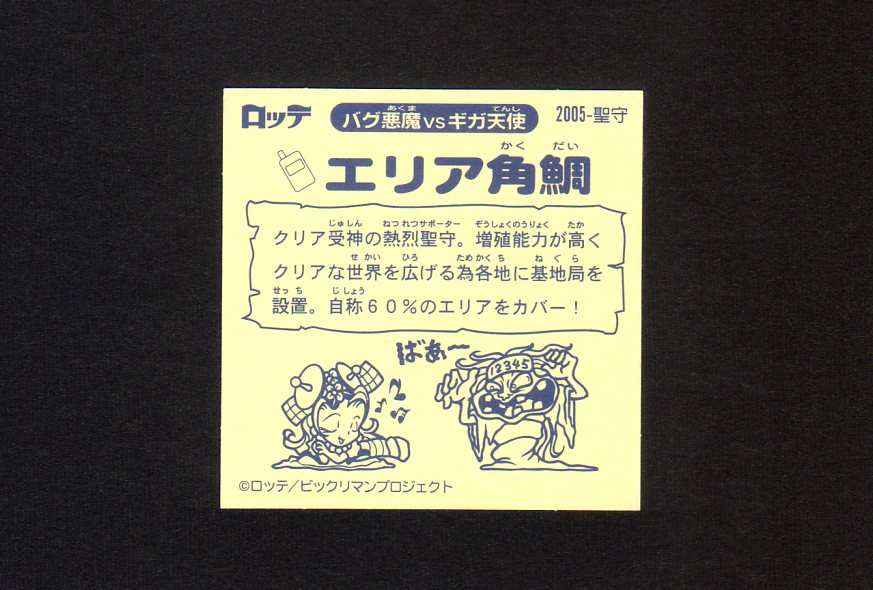 ロッテ
バグ悪魔VSギガ天使
あくま
てんし
2005-聖守
かく だい
エリア角鯛
じゅしん ねつれつサポーター ぞうしょくのうりょく たか
クリア受神の熱烈聖守。増殖能力が高く
せかい ひろ ためかくち ねくら
クリアな世界を広げる為各地に基地局を
せっち じしょう
設置。自称60%のエリアをカバー！
ばあ〜
12345
©ロッテ／ビックリマンプロジェクト